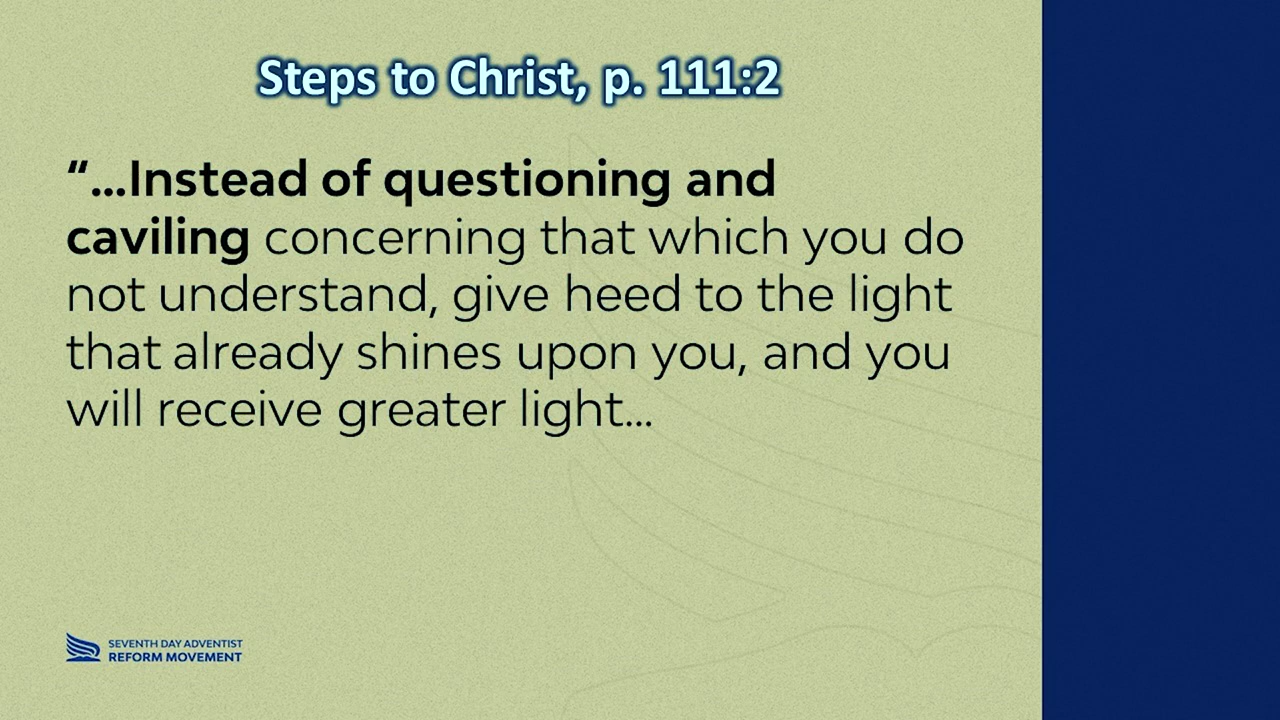 Steps to Christ, p. 111:2
“...Instead of questioning and
caviling concerning that which you do
not understand, give heed to the light
that already shines upon you, and you
will receive greater light...
SEVENTH DAY ADVENTIST
REFORM MOVEMENT